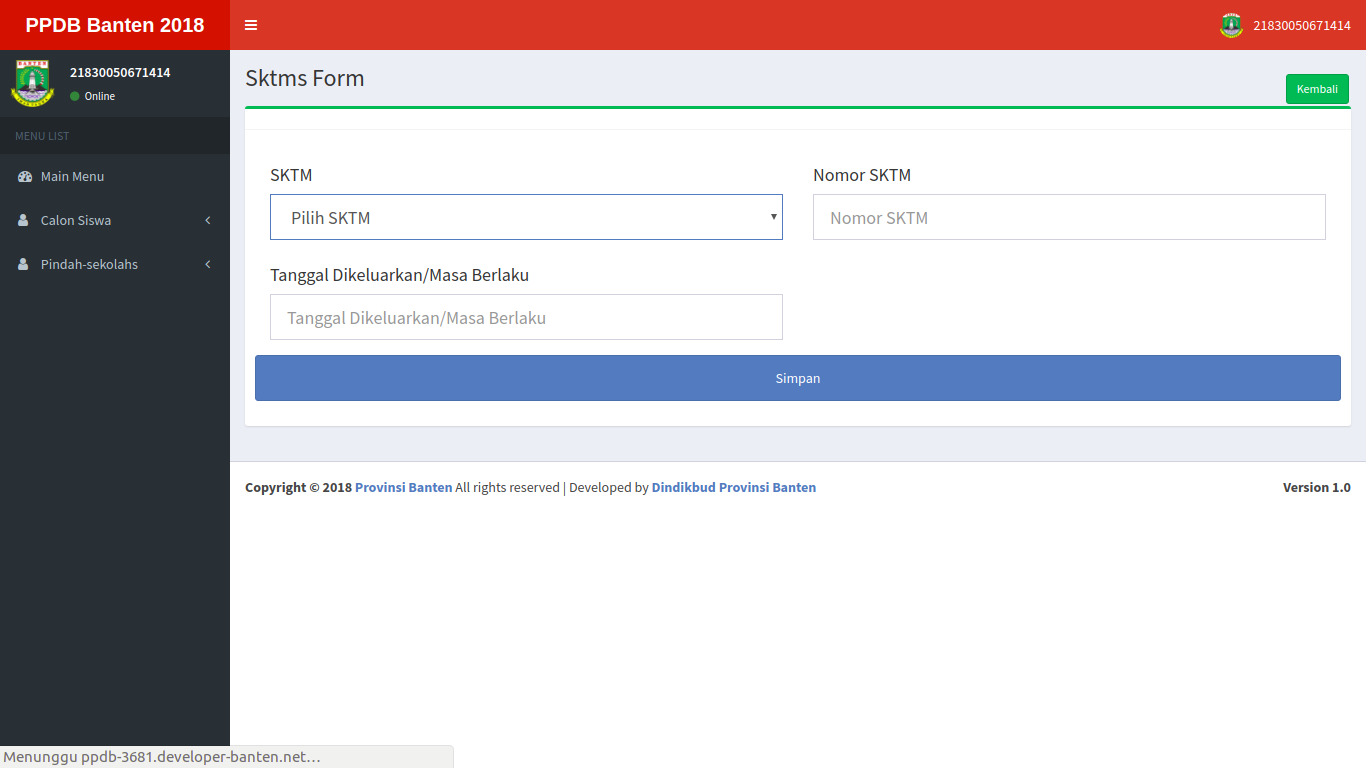 PPDB Banten 2018
21830050671414
21830050671414
Online
MENU LIST
Main Menu
Calon Siswa
Pindah-sekolahs
Sktms Form
Kembali
SKTM
Nomor SKTM
Pilih SKTM
Nomor SKTM
Tanggal Dikeluarkan/Masa Berlaku
Tanggal Dikeluarkan/Masa Berlaku
Simpan
Copyright © 2018 Provinsi Banten All rights reserved | Developed by Dindikbud Provinsi Banten
Version 1.0
Menunggu ppdb-3681.developer-banten.net…